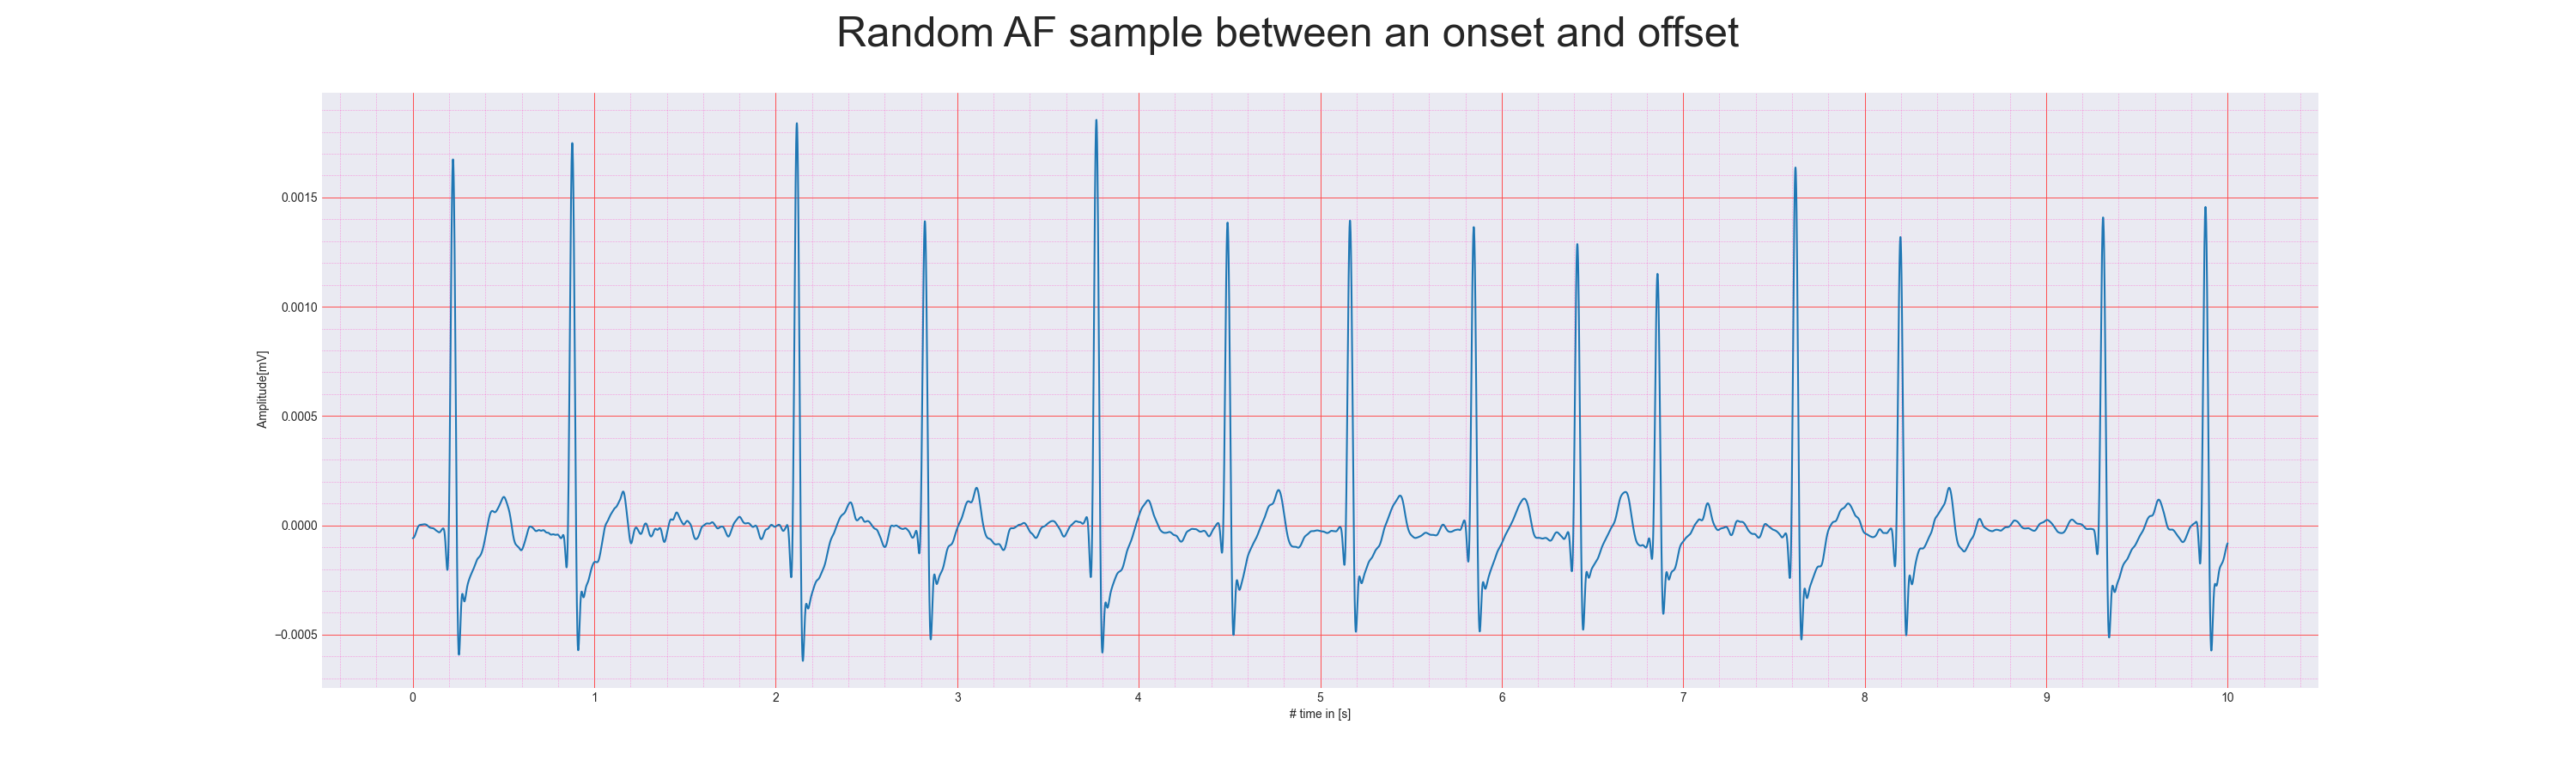 Random AF sample between an onset and offset
0.0015
0.0010
0.0005
0.0000
−0.0005
Amplitude[mV]
0 1 2 3 4 5 6 7 8 9 10
# time in [s]